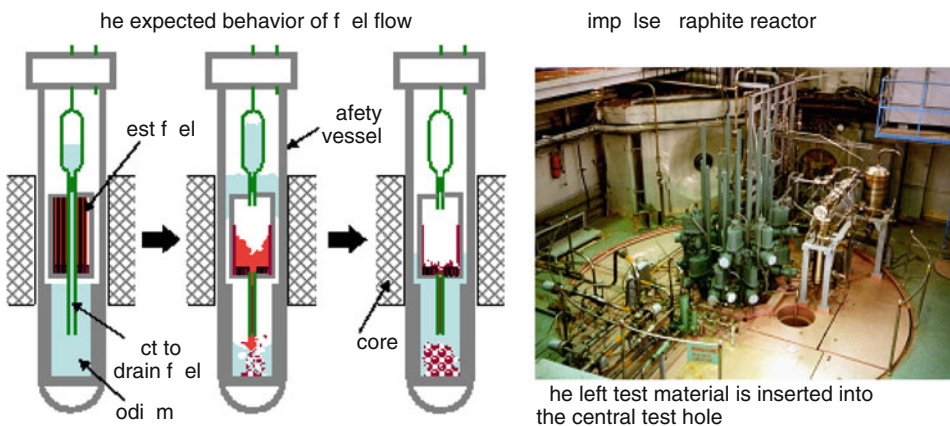 he expected behavior of f el flow
imp lse raphite reactor
est f el
afety
vessel
core
ct to
drain f el
odi m
he left test material is inserted into
the central test hole